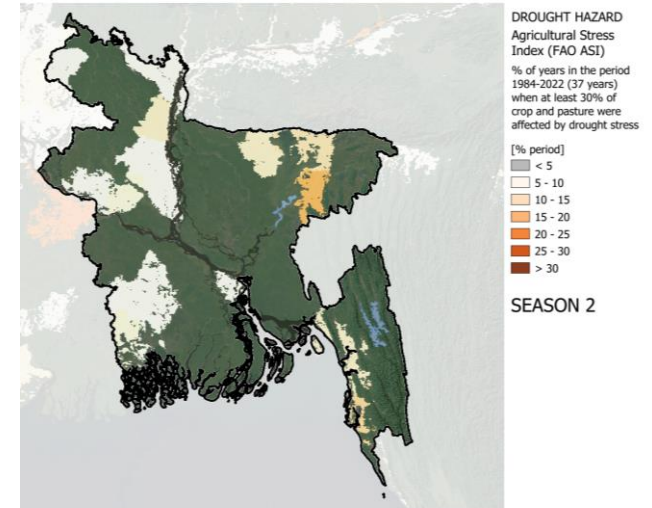 DROUGHT HAZARD
Agricultural Stress
Index (FAO ASI)
% of years in the period
1984-2022 (37 years)
when at least 30% of
crop and pasture were
affected by drought stress
[% period]
< 5
5 - 10
10 - 15
15 - 20
20 - 25
25 - 30
> 30
SEASON 2